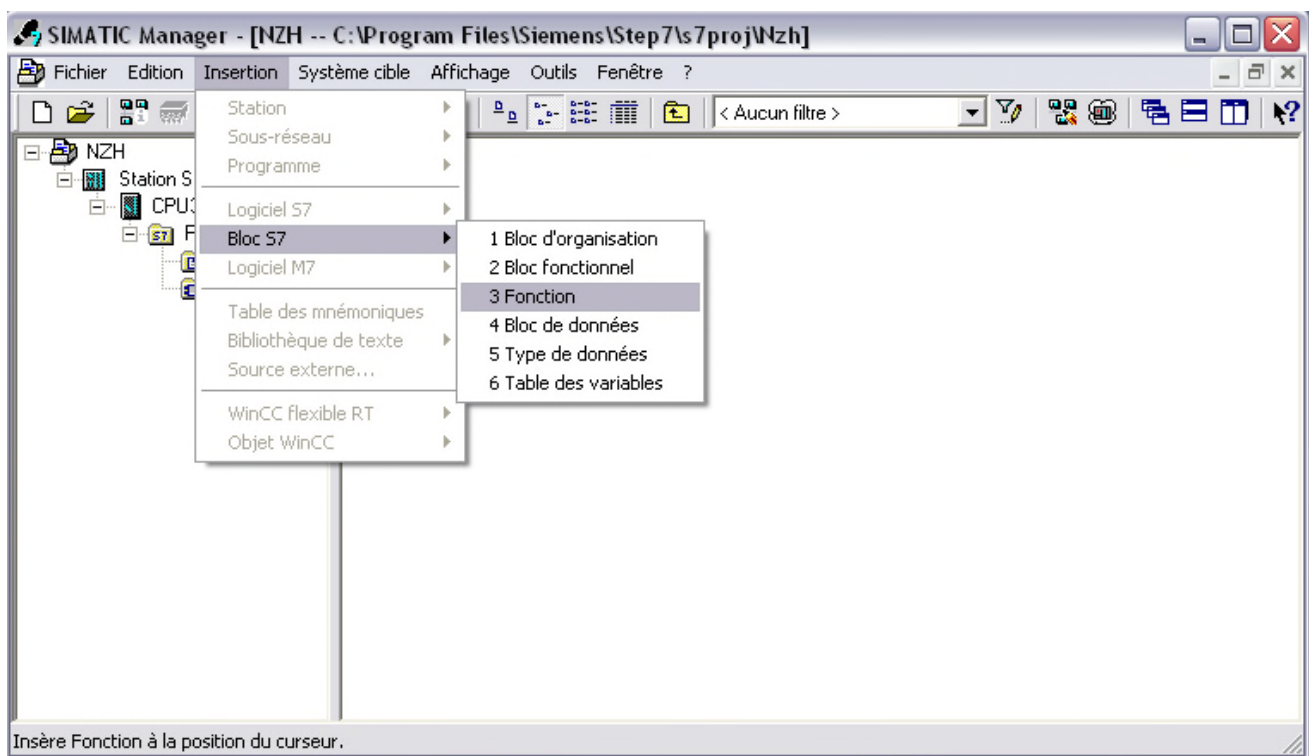 SIMATIC Manager - [NZH -- C:\Program Files\Siemens\Step7\s7proj\Nzh]
Fichier Edition Insertion Système cible Affichage Outils Fenêtre ?
< Aucun filtre >
NZH
Station S
CPU3
S7 F
Station
Sous-réseau
Programme
Logiciel S7
Bloc S7
Logiciel M7
Table des mnémoniques
Bibliothèque de texte
Source externe...
WinCC flexible RT
Objet WinCC
1 Bloc d'organisation
2 Bloc fonctionnel
3 Fonction
4 Bloc de données
5 Type de données
6 Table des variables
Insère Fonction à la position du curseur.